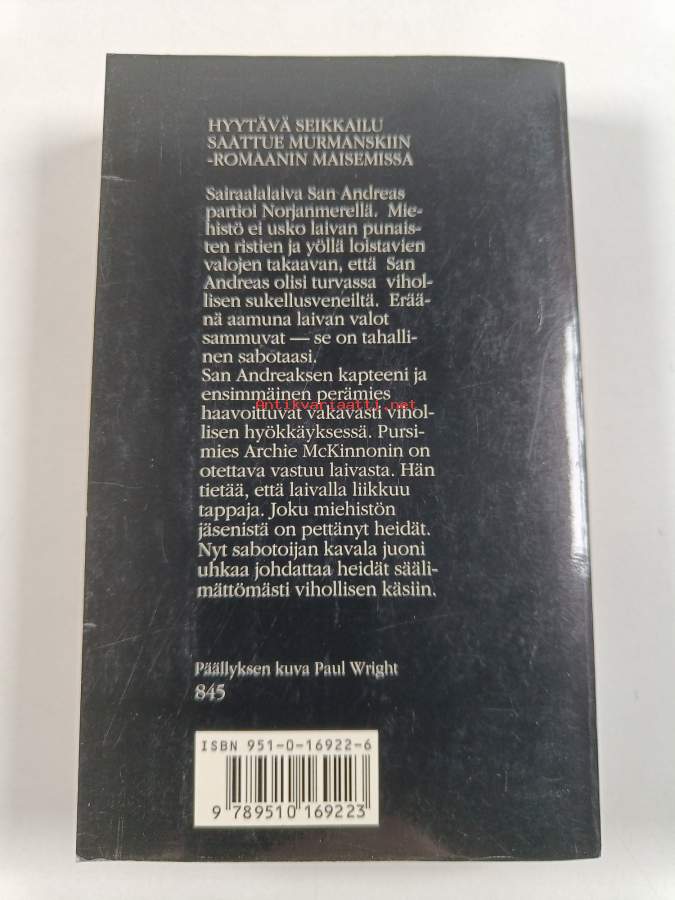 HYYTÄVÄ SEIKKAILU
SAATTUE MURMANSKIIN
-ROMAANIN MAISEMISSA
Sairaalalaiva San Andreas
partioi Norjanmerellä. Mie-
histö ei usko laivan punais-
ten ristien ja yöllä loistavien
valojen takaavan, että San
Andreas olisi turvassa vihol-
lisen sukellusveneiltä. Erää-
nä aamuna laivan valot
sammuvat — se on tahalli-
nen sabotaasi.
San Andreaksen kapteeni ja
ensimmäinen perämies
Antikvariaatti.net
haavoittuvat vakavasti vihol-
lisen hyökkäyksessä. Pursi-
mies Archie McKinnonin on
otettava vastuu laivasta. Hän
tietää, että laivalla liikkuu
tappaja. Joku miehistön
jäsenistä on pettänyt heidät.
Nyt sabotoijan kavala juoni
uhkaa johdattaa heidät sääli-
mättömästi vihollisen käsiin.
Päällyksen kuva Paul Wright
845
ISBN 951-0-16922-6
9 789510 169223